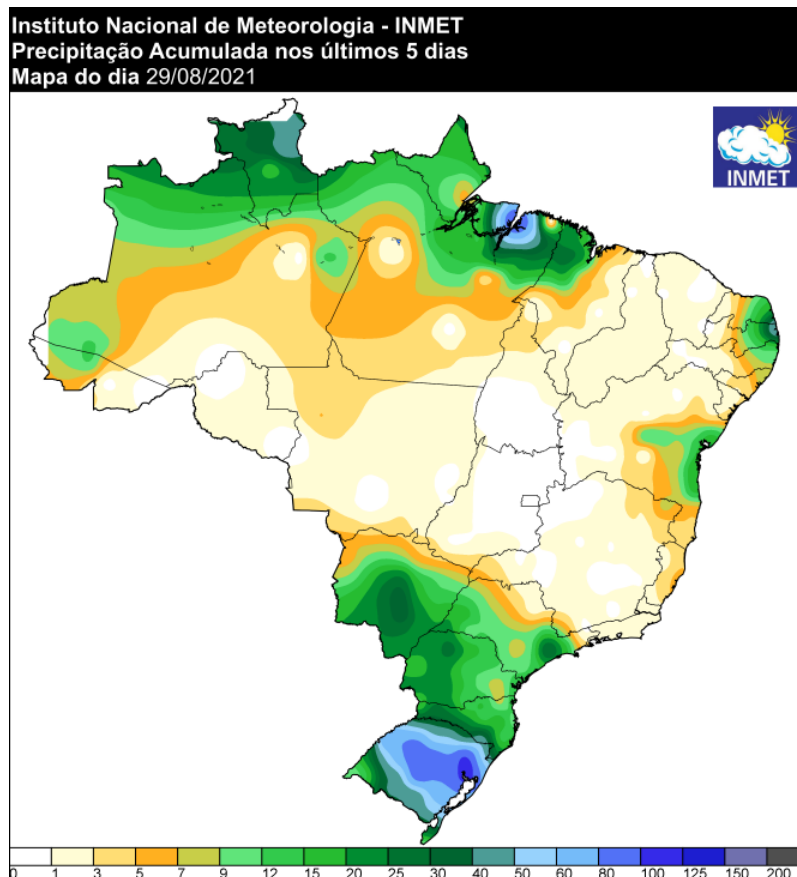 Instituto Nacional de Meteorologia - INMET
Precipitação Acumulada nos últimos 5 dias
Mapa do dia 29/08/2021
INMET
0 1 3 5 7 9 12 15 20 25 30 40 50 60 80 100 125 150 200